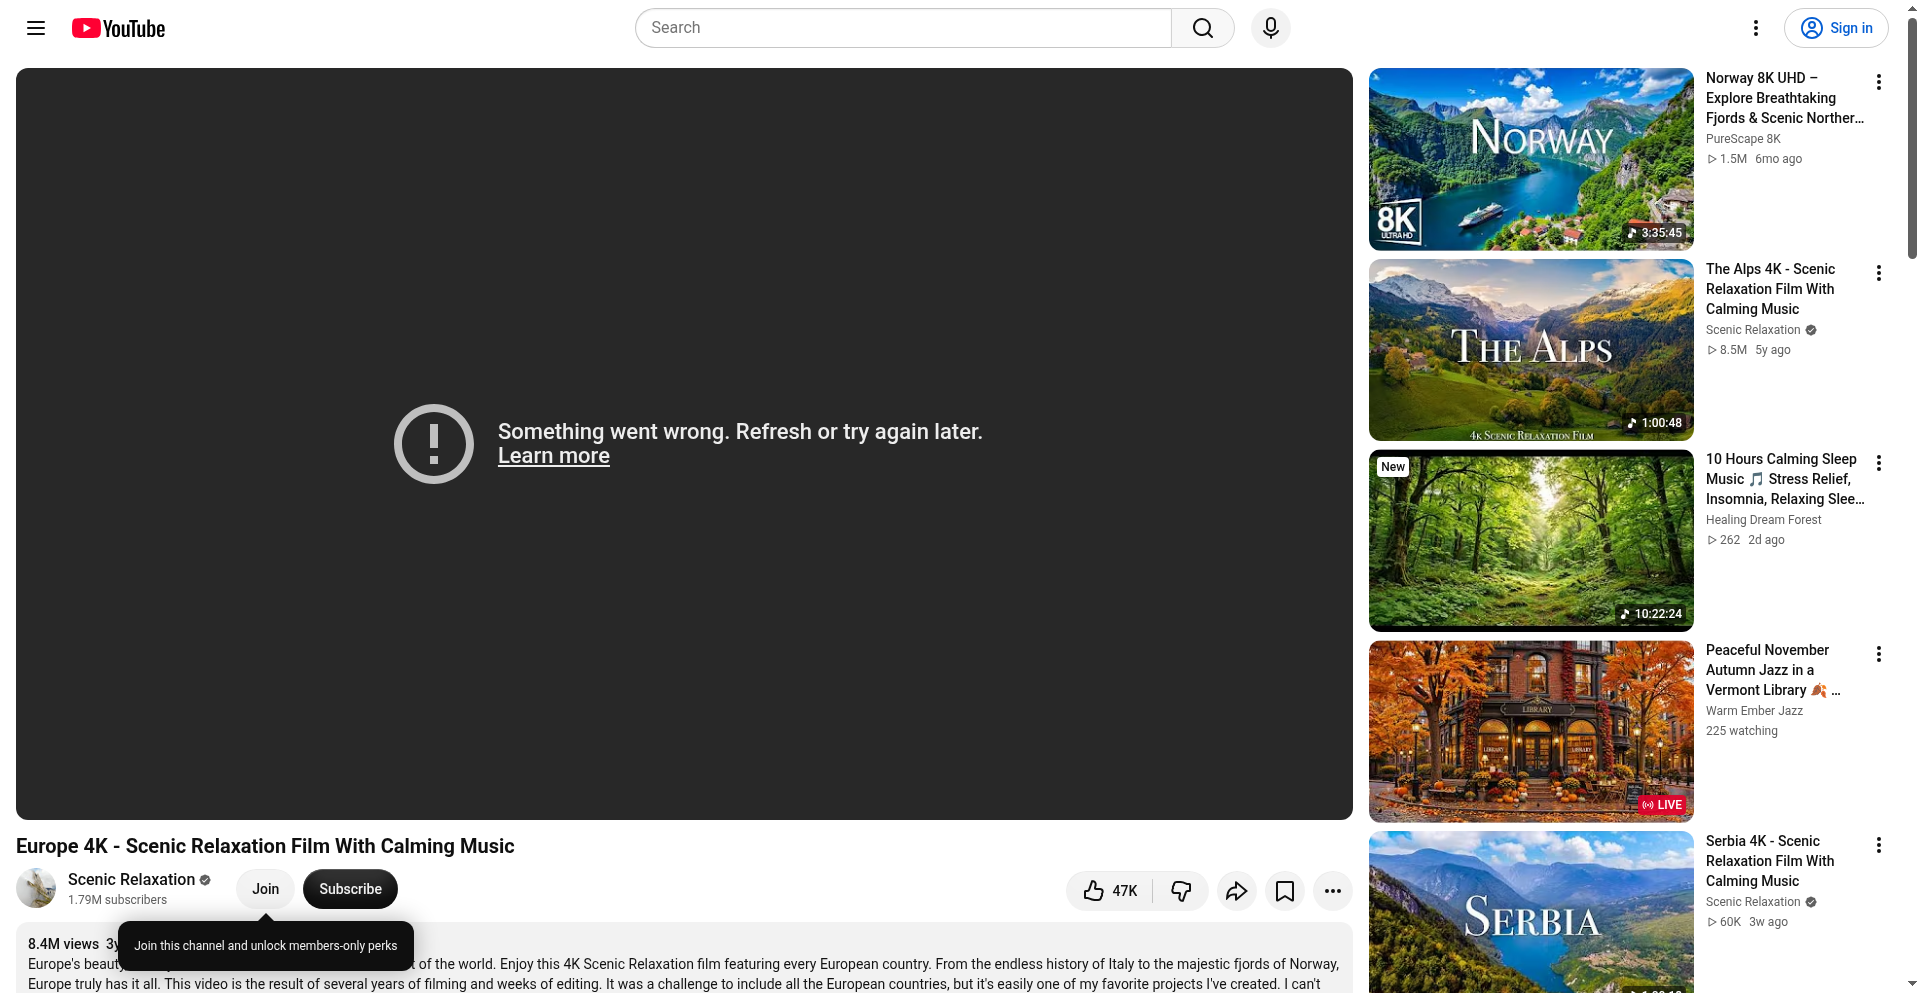 YouTube
Search
Sign in
Something went wrong. Refresh or try again later.
Learn more
Europe 4K - Scenic Relaxation Film With Calming Music
Scenic Relaxation
1.79M subscribers
Join
Subscribe
47K
Join this channel and unlock members-only perks
8.4M views 3y
Europe's beaut
t of the world. Enjoy this 4K Scenic Relaxation film featuring every European country. From the endless history of Italy to the majestic fjords of Norway,
Europe truly has it all. This video is the result of several years of filming and weeks of editing. It was a challenge to include all the European countries, but it's easily one of my favorite projects I've created. I can't
NORWAY
8K
ULTRA HD
3:35:45
Norway 8K UHD –
Explore Breathtaking
Fjords & Scenic Norther...
PureScape 8K
1.5M 6mo ago
THE ALPS
4K SCENIC RELAXATION FILM
1:00:48
The Alps 4K - Scenic
Relaxation Film With
Calming Music
Scenic Relaxation
8.5M 5y ago
New
10:22:24
10 Hours Calming Sleep
Music 🎵 Stress Relief,
Insomnia, Relaxing Slee...
Healing Dream Forest
262 2d ago
LIBRARY
LIBRARY
LIBRARY
LIVE
Peaceful November
Autumn Jazz in a
Vermont Library 🍂 ...
Warm Ember Jazz
225 watching
SERBIA
Serbia 4K - Scenic
Relaxation Film With
Calming Music
Scenic Relaxation
60K 3w ago